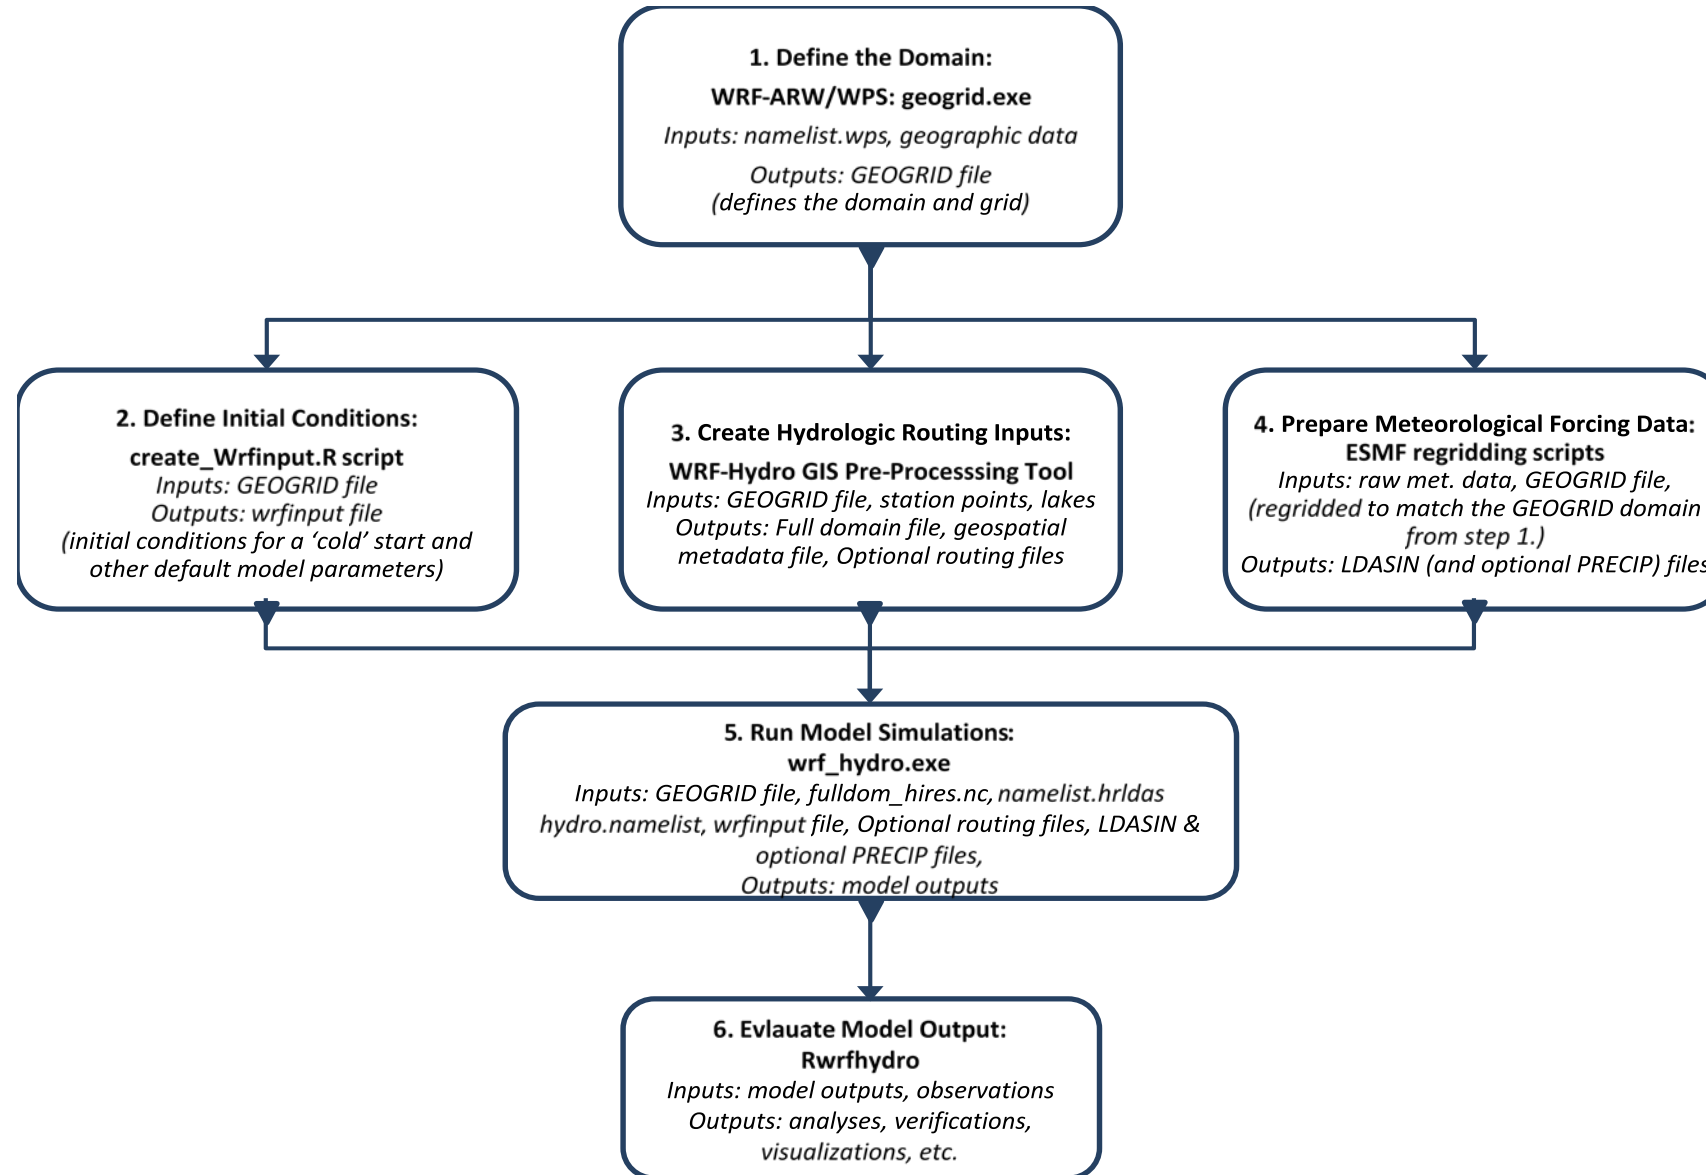 1. Define the Domain:
WRF-ARW/WPS: geogrid.exe
Inputs: namelist.wps, geographic data
Outputs: GEOGRID file
(defines the domain and grid)
2. Define Initial Conditions:
create_Wrfinput.R script
Inputs: GEOGRID file
Outputs: wrfinput file
(initial conditions for a ‘cold’ start and
other default model parameters)
3. Create Hydrologic Routing Inputs:
WRF-Hydro GIS Pre-Processsing Tool
Inputs: GEOGRID file, station points, lakes
Outputs: Full domain file, geospatial
metadata file, Optional routing files
4. Prepare Meteorological Forcing Data:
ESMF regridding scripts
Inputs: raw met. data, GEOGRID file,
(regridded to match the GEOGRID domain
from step 1.)
Outputs: LDASIN (and optional PRECIP) files
5. Run Model Simulations:
wrf_hydro.exe
Inputs: GEOGRID file, fulldom_hires.nc, namelist.hrldas
hydro.namelist, wrfinput file, Optional routing files, LDASIN &
optional PRECIP files,
Outputs: model outputs
6. Evlauate Model Output:
Rwrfhydro
Inputs: model outputs, observations
Outputs: analyses, verifications,
visualizations, etc.